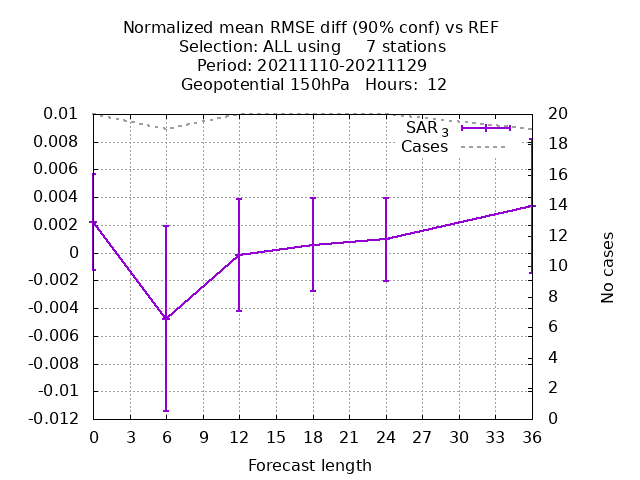 Normalized mean RMSE diff (90% conf) vs REF
Selection: ALL using     7 stations
Period: 20211110-20211129
Geopotential 150hPa   Hours:  12
0.01
0.008
0.006
0.004
0.002
0
-0.002
-0.004
-0.006
-0.008
-0.01
-0.012
SAR 3
Cases
20
18
16
14
12
10
8
6
4
2
0
No cases
0 3 6 9 12 15 18 21 24 27 30 33 36
Forecast length